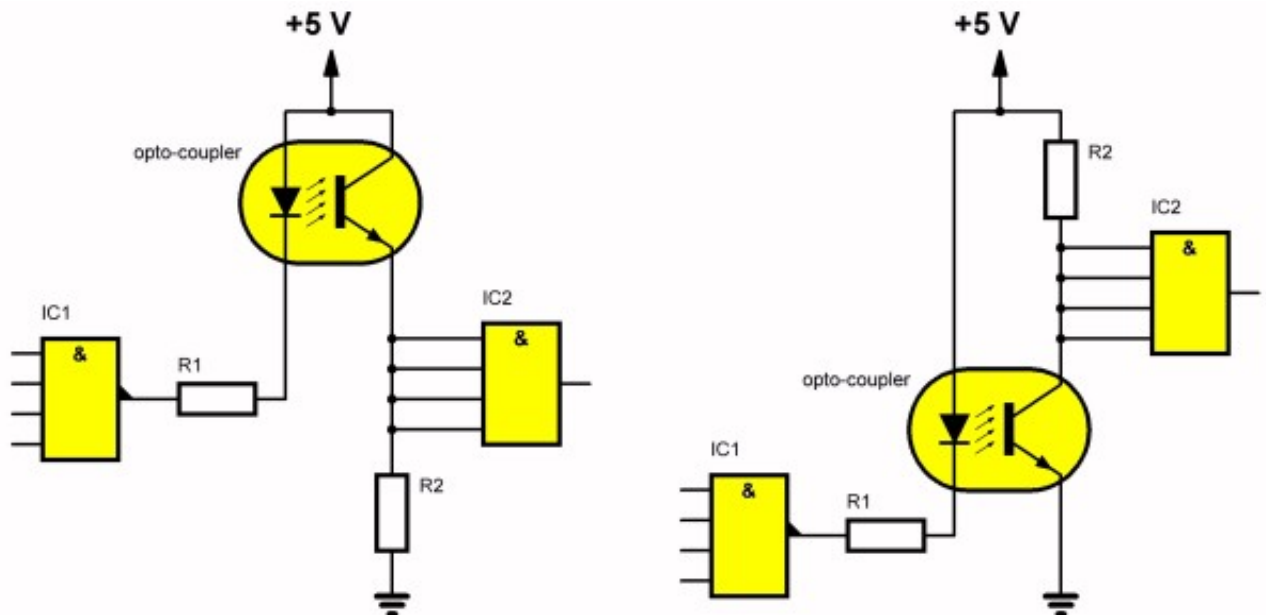 +5 V
opto-coupler
IC1
&
R1
IC2
&
R2
+5 V
R2
IC2
&
opto-coupler
IC1
&
R1